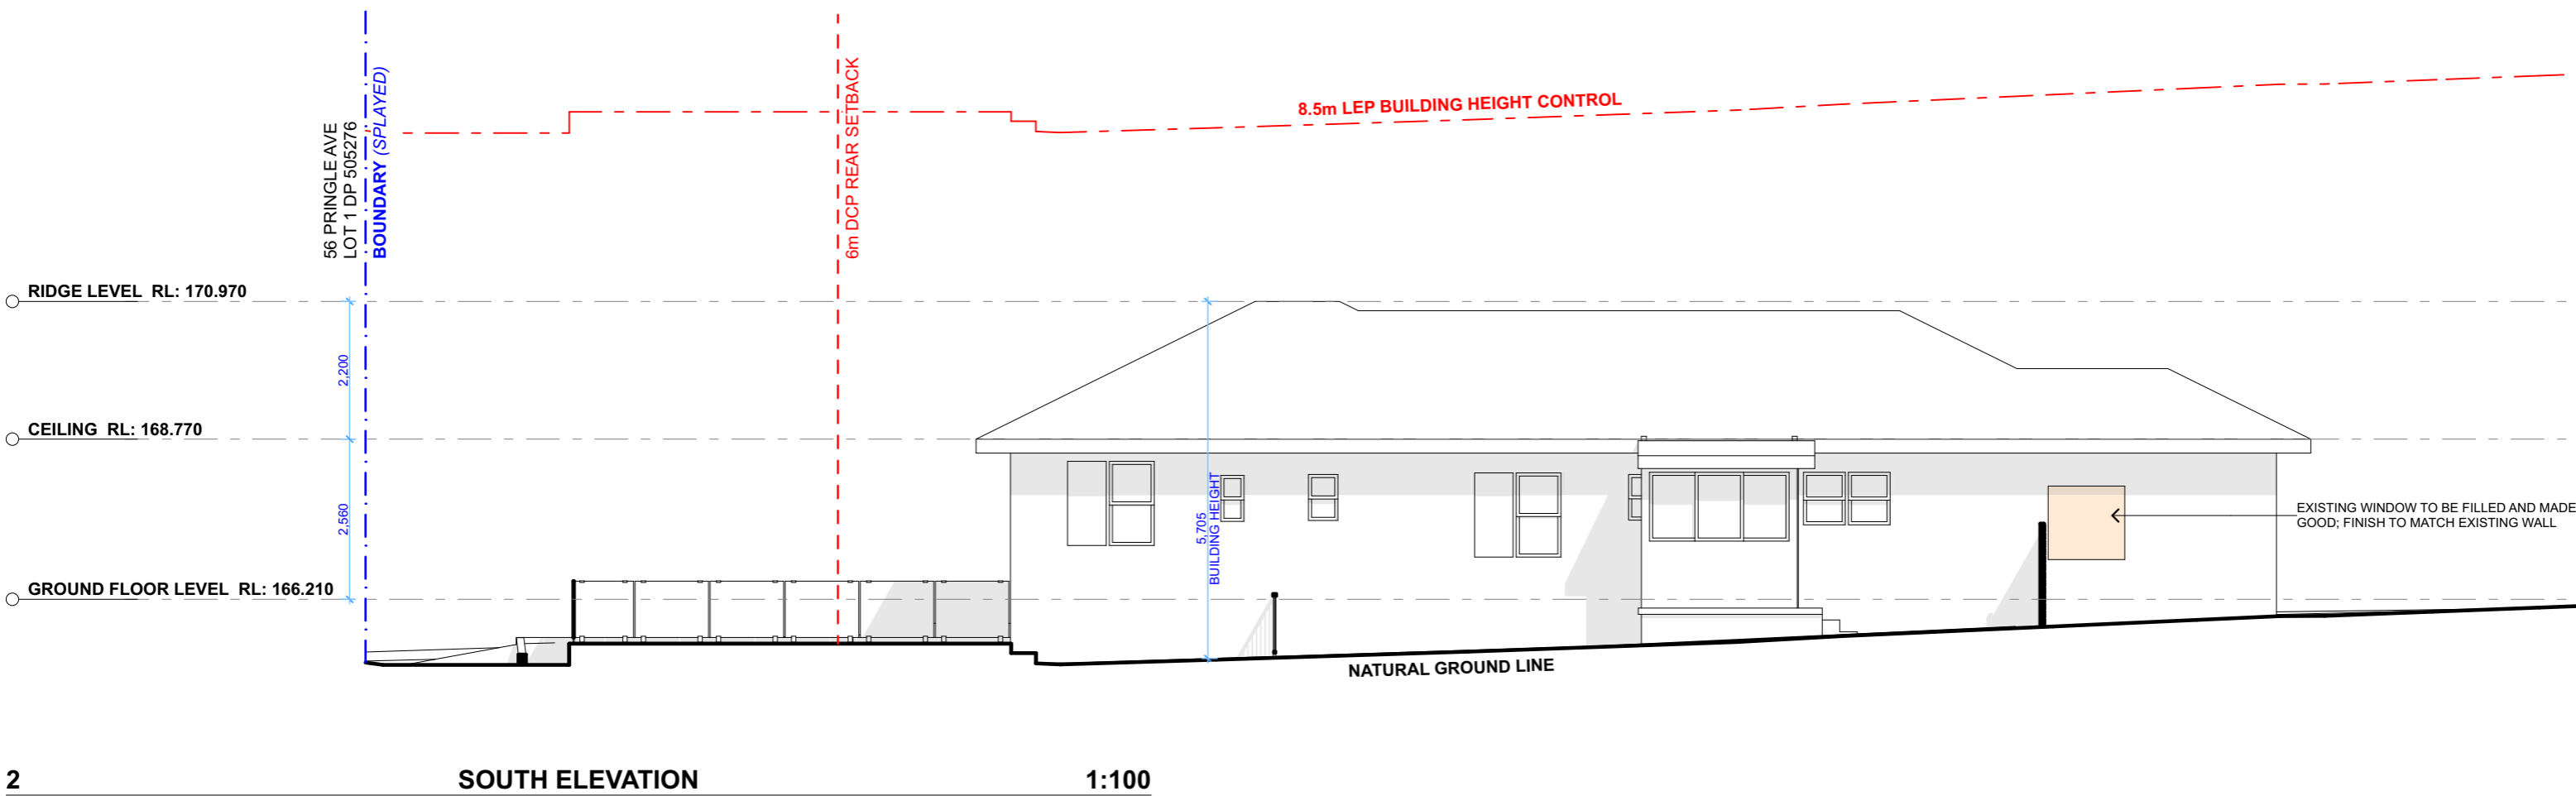 56 PRINGLE AVE
LOT 1 DP 505276
BOUNDARY (SPLAYED)
6m DCP REAR SETBACK
8.5m LEP BUILDING HEIGHT CONTROL
RIDGE LEVEL RL: 170.970
2,200
CEILING RL: 168.770
2,560
5,705
BUILDING HEIGHT
EXISTING WINDOW TO BE FILLED AND MADE
GOOD; FINISH TO MATCH EXISTING WALL
GROUND FLOOR LEVEL RL: 166.210
NATURAL GROUND LINE
2 SOUTH ELEVATION 1:100